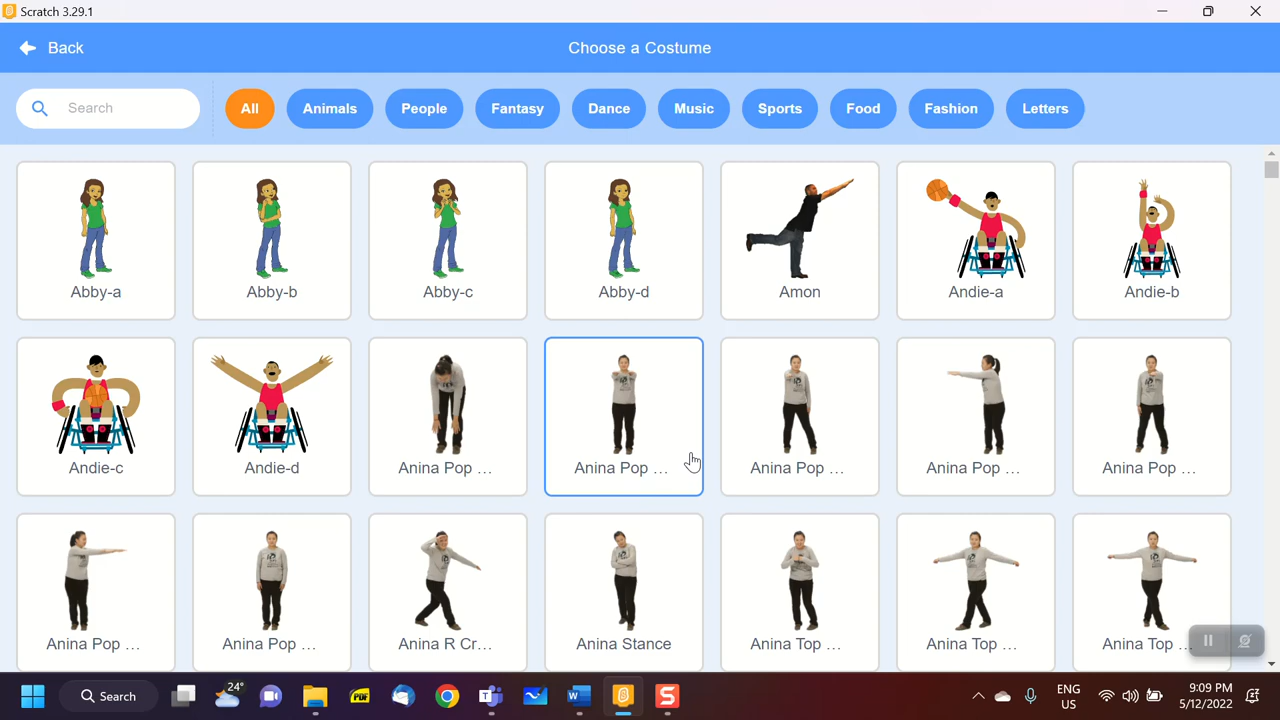 Scratch 3.29.1
Back
Choose a Costume
Search
All
Animals
People
Fantasy
Dance
Music
Sports
Food
Fashion
Letters
Abby-a
Abby-b
Abby-c
Abby-d
Amon
Andie-a
Andie-b
Andie-c
Andie-d
Anina Pop ...
Anina Pop ...
Anina Pop ...
Anina Pop ...
Anina Pop ...
Anina Pop ...
Anina Pop ...
Anina R Cr...
Anina Stance
Anina Top ...
Anina Top ...
Anina Top ...
Search
24°
PDF
W
S
ENG
US
9:09 PM
5/12/2022